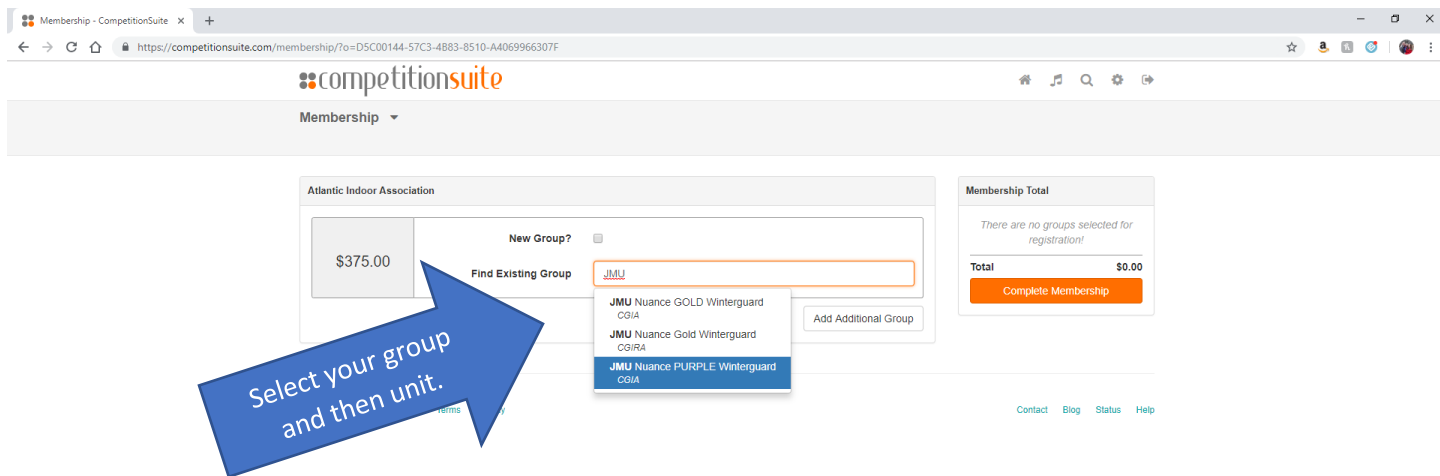 Membership - CompetitionSuite
https://competitionsuite.com/membership/?o=D5C00144-57C3-4B83-8510-A4069966307F
competitionsuite
Membership
Atlantic Indoor Association
Membership Total
$375.00
New Group?
Find Existing Group
JMU
JMU Nuance GOLD Winterguard
CGIA
JMU Nuance Gold Winterguard
CGIRA
JMU Nuance PURPLE Winterguard
CGIA
Add Additional Group
There are no groups selected for
registration!
Total $0.00
Complete Membership
Select your group
and then unit.
Terms
Contact Blog Status Help